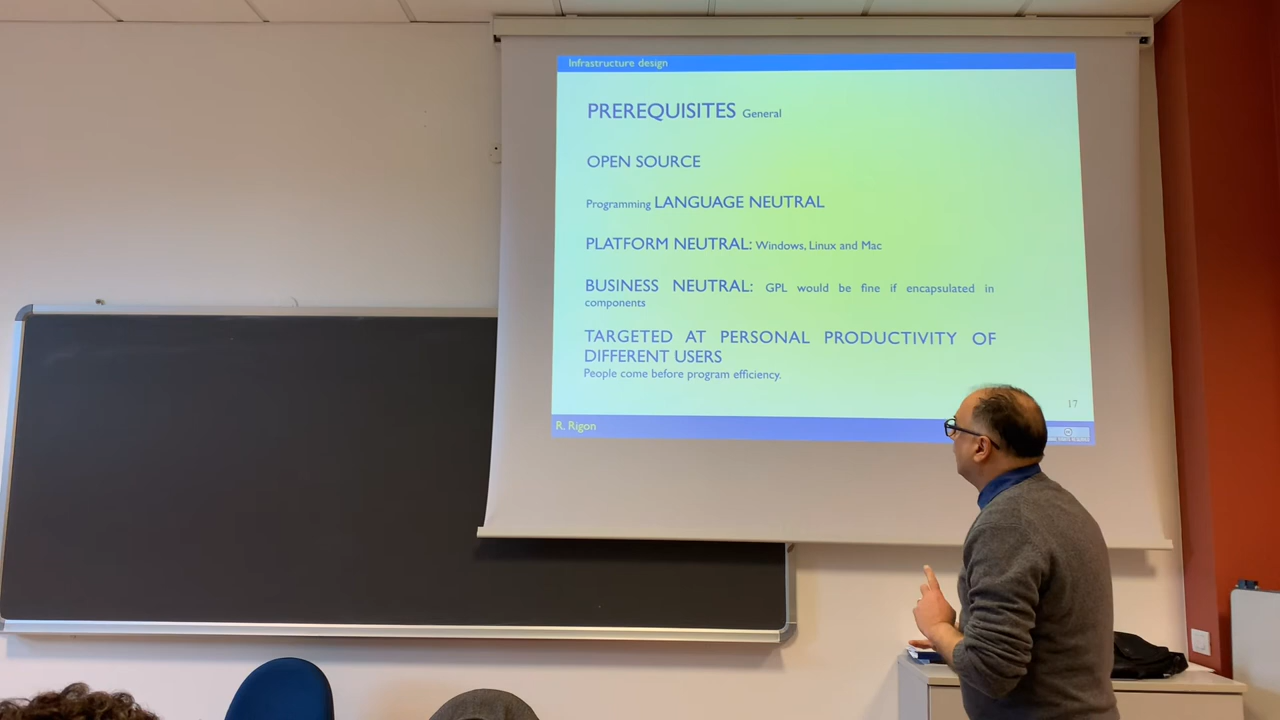 Infrastructure design
PREREQUISITES General
OPEN SOURCE
Programming LANGUAGE NEUTRAL
PLATFORM NEUTRAL: Windows, Linux and Mac
BUSINESS NEUTRAL: GPL would be fine if encapsulated in
components
TARGETED AT PERSONAL PRODUCTIVITY OF
DIFFERENT USERS
People come before program efficiency.
17
R. Rigon